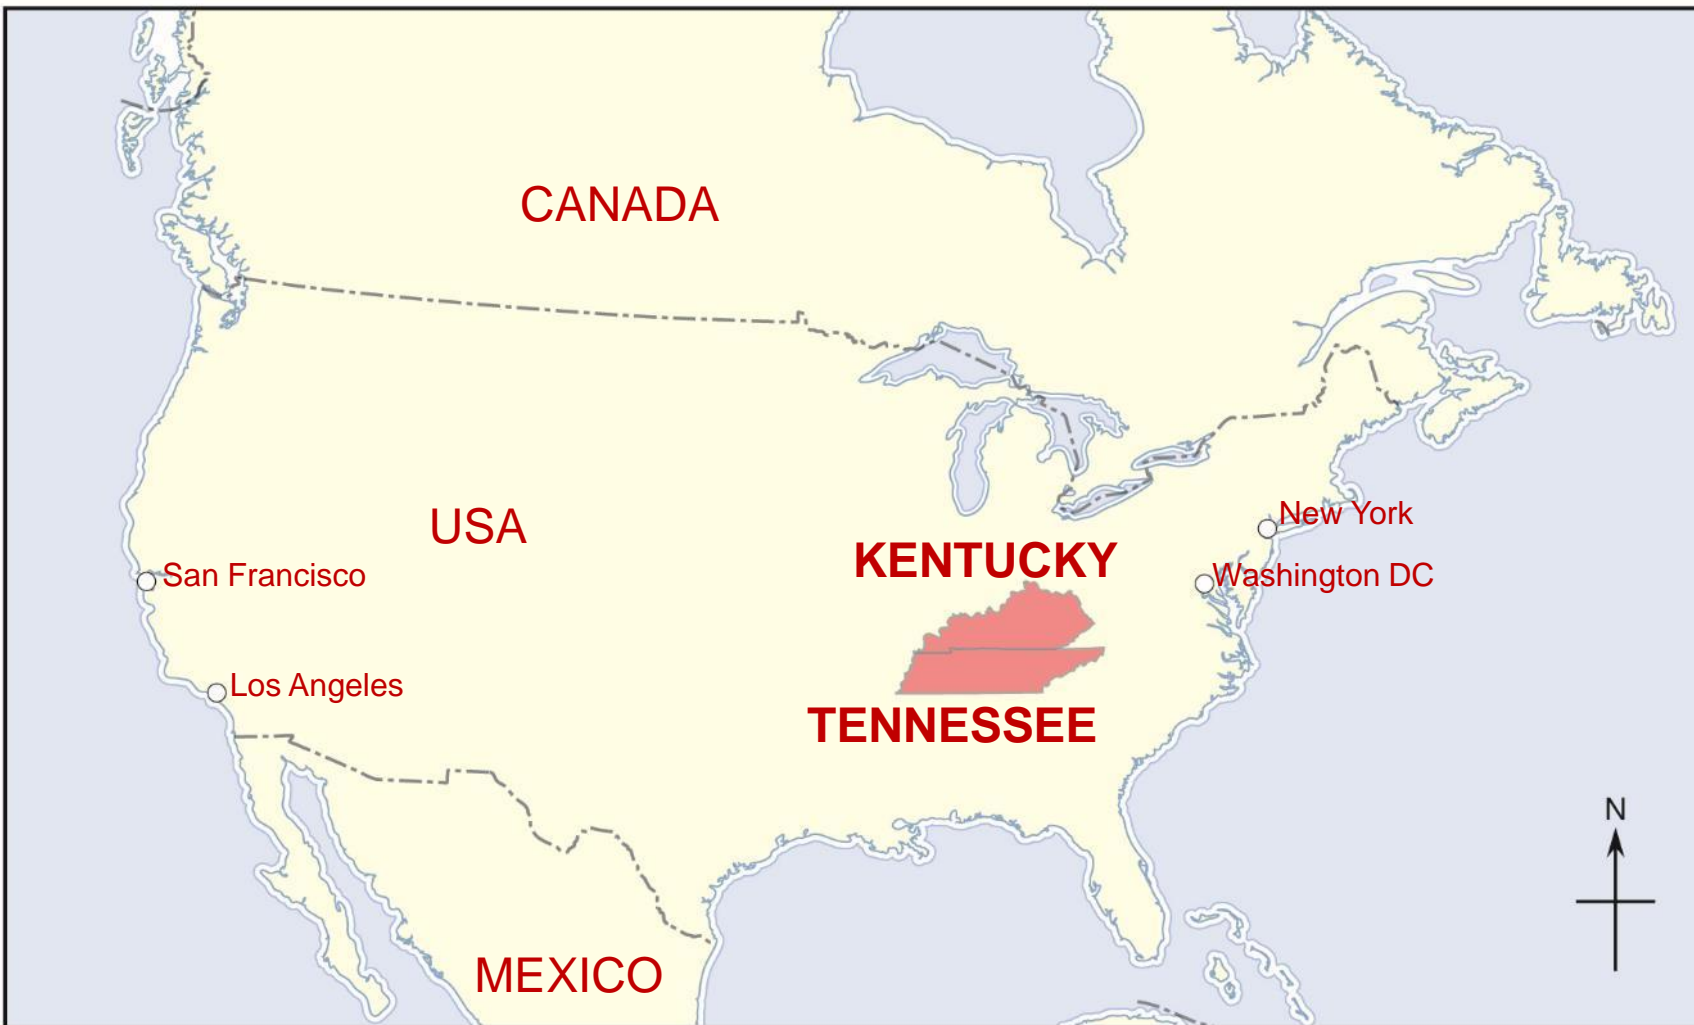 CANADA
USA
New York
KENTUCKY
San Francisco
Washington DC
Los Angeles
TENNESSEE
N
MEXICO